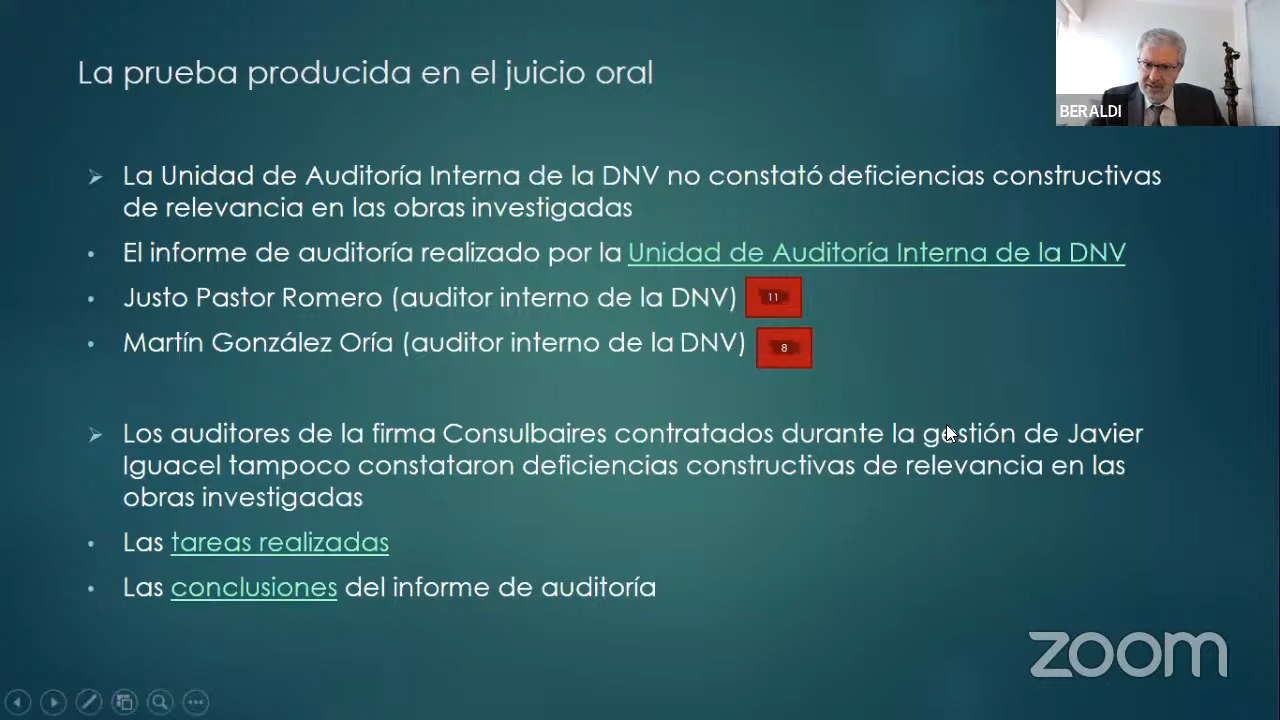 La prueba producida en el juicio oral
BERALDI
La Unidad de Auditoría Interna de la DNV no constató deficiencias constructivas
de relevancia en las obras investigadas
El informe de auditoría realizado por la Unidad de Auditoría Interna de la DNV
Justo Pastor Romero (auditor interno de la DNV) 11
Martín González Oría (auditor interno de la DNV) 8
Los auditores de la firma Consulbaires contratados durante la gestión de Javier
Iguacel tampoco constataron deficiencias constructivas de relevancia en las
obras investigadas
Las tareas realizadas
Las conclusiones del informe de auditoría
zoom